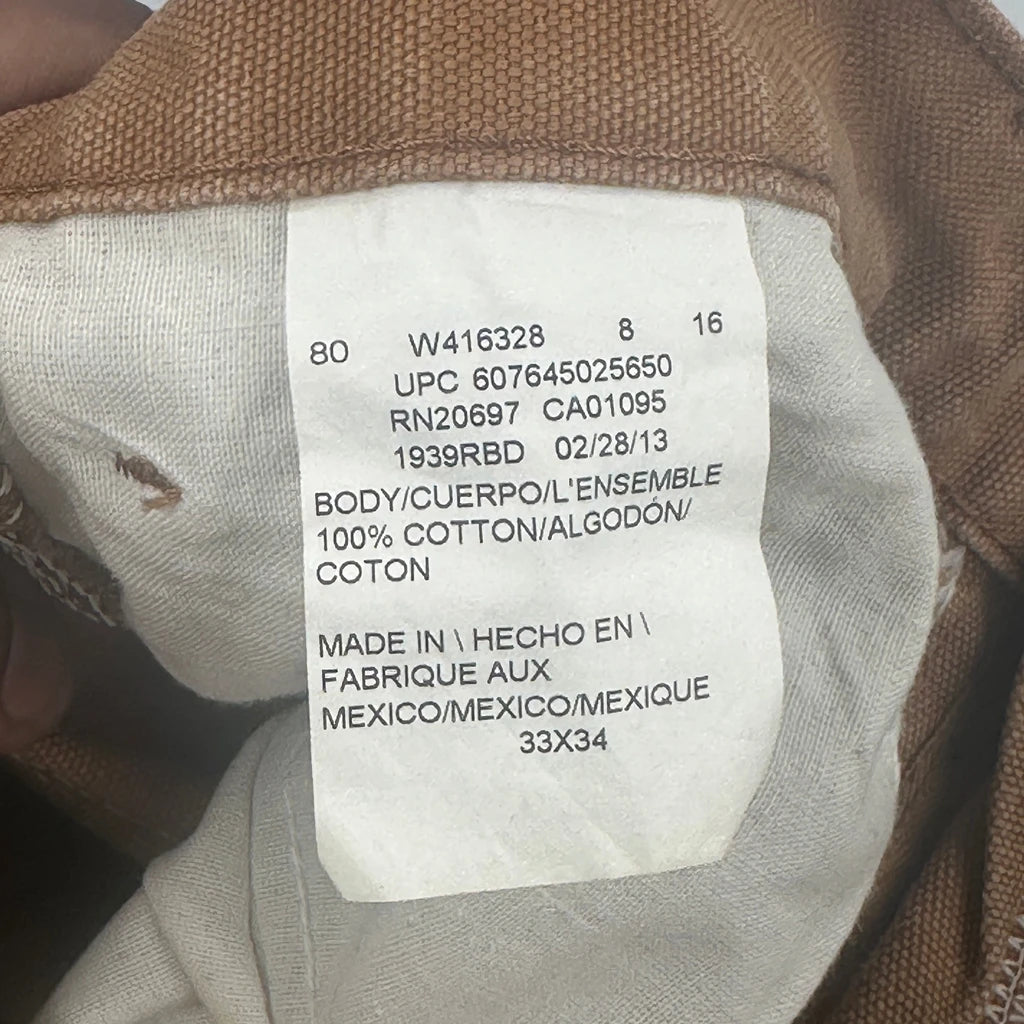 80 W416328 8 16
UPC 607645025650
RN20697 CA01095
1939RBD 02/28/13
BODY/CUERPO/L'ENSEMBLE
100% COTTON/ALGODÓN/
COTON
MADE IN \ HECHO EN \
FABRIQUE AUX
MEXICO/MEXICO/MEXIQUE
33X34